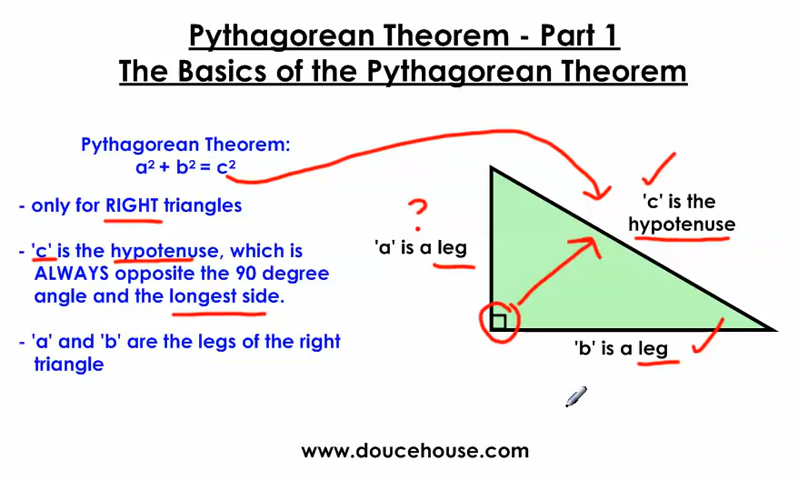 Pythagorean Theorem - Part 1
The Basics of the Pythagorean Theorem
Pythagorean Theorem:
a² + b² = c²
- only for RIGHT triangles
- 'c' is the hypotenuse, which is
ALWAYS opposite the 90 degree
angle and the longest side.
- 'a' and 'b' are the legs of the right
triangle
?
'a' is a leg
'c' is the
hypotenuse
'b' is a leg
www.doucehouse.com